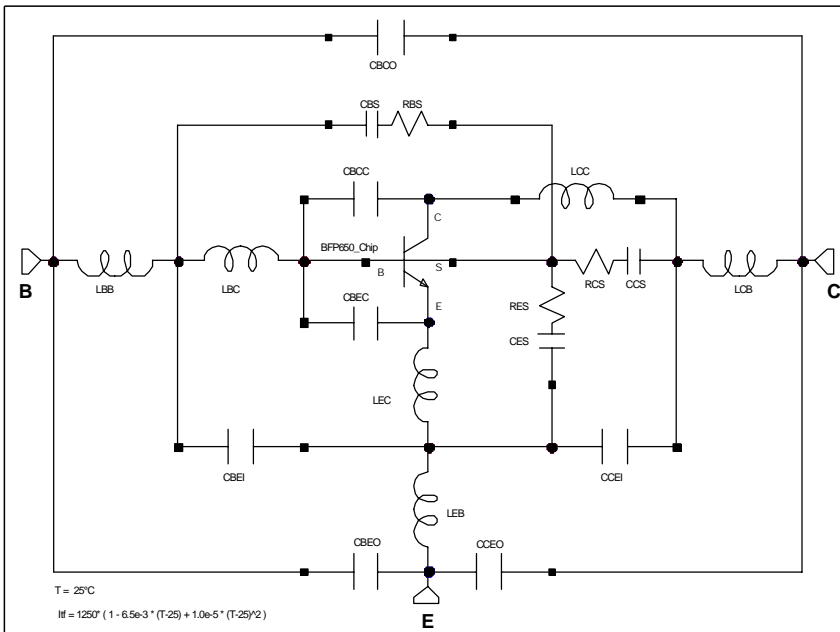 CBCO
CBS RBS
CBCC LCC
C
BFP650_Chip
B S
B LBB LBC RCS CCS LCB C
CBEC E RES
CES
LEC
CBEI CCEI
LEB
CBEO CCEO
T = 25°C
Itf = 1250* ( 1 - 6.5e-3 * (T-25) + 1.0e-5 * (T-25)^2 )
E